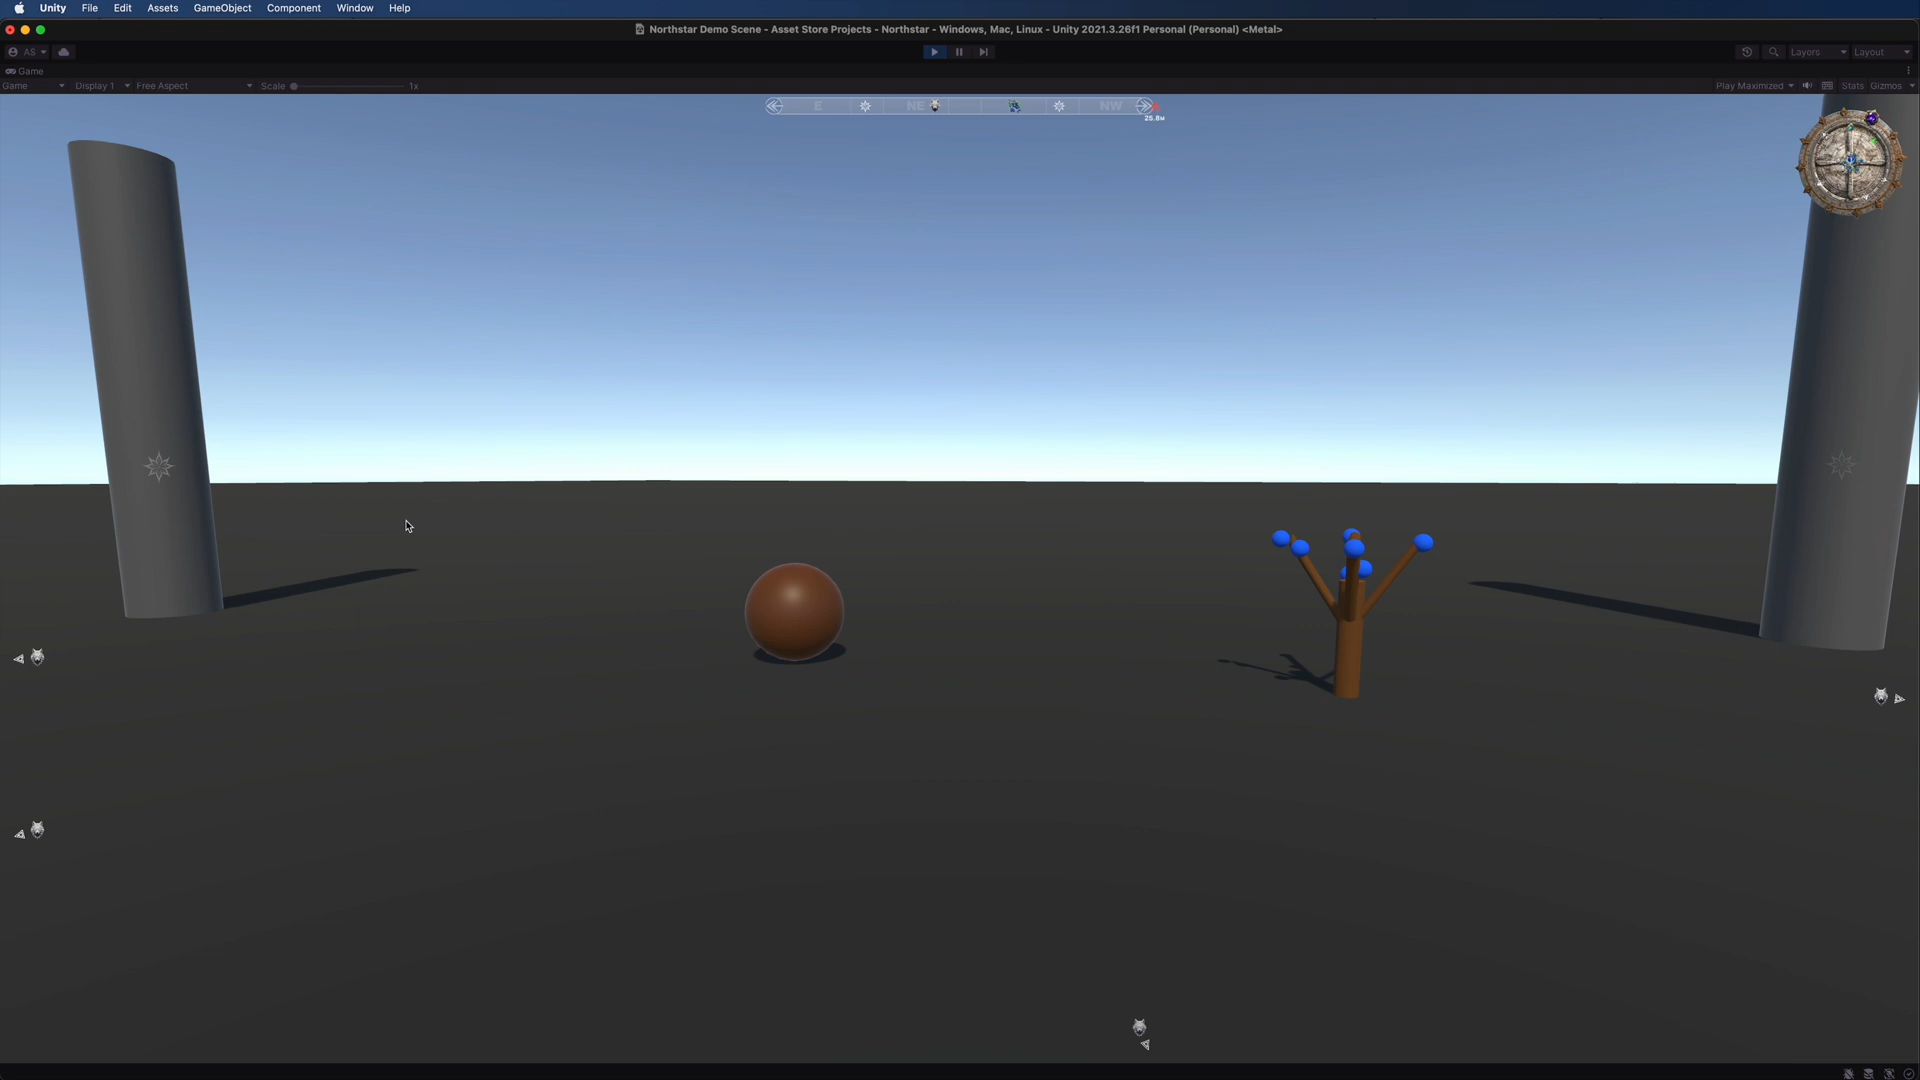 Unity File Edit Assets GameObject Component Window Help
Northstar Demo Scene - Asset Store Projects - Northstar - Windows, Mac, Linux - Unity 2021.3.26f1 Personal (Personal) <Metal>
AS Layers Layout
Game
Game Display 1 Free Aspect Scale 1x Play Maximized Stats Gizmos
E NE NW
25.8M